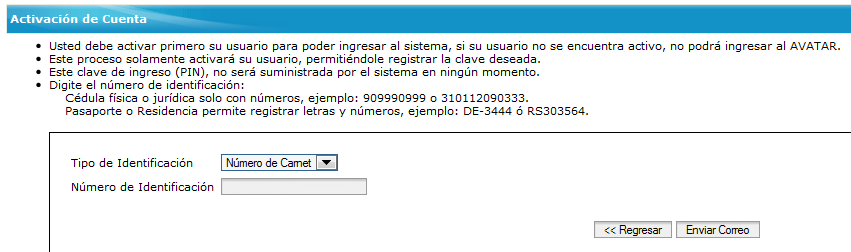 Activación de Cuenta
• Usted debe activar primero su usuario para poder ingresar al sistema, si su usuario no se encuentra activo, no podrá ingresar al AVATAR.
• Este proceso solamente activará su usuario, permitiéndole registrar la clave deseada.
• Este clave de ingreso (PIN), no será suministrada por el sistema en ningún momento.
• Digite el número de identificación:
Cédula física o jurídica solo con números, ejemplo: 909990999 o 310112090333.
Pasaporte o Residencia permite registrar letras y números, ejemplo: DE-3444 ó RS303564.
Tipo de Identificación Número de Carnet
Número de Identificación
<< Regresar Enviar Correo